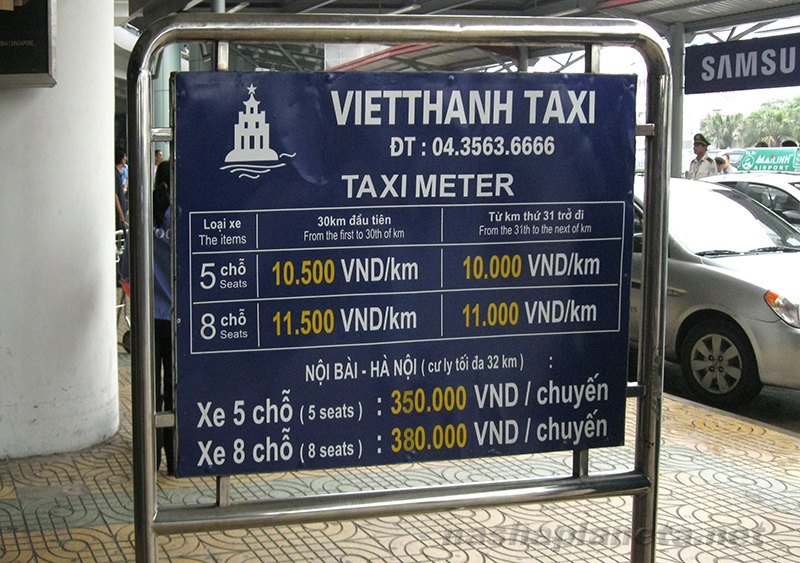 VIETTHANH TAXI
ĐT : 04.3563.6666
TAXI METER
Loại xe 30km đầu tiên Từ km thứ 31 trở đi
The items From the first to 30th of km From the 31th to the next of km
5 chỗ 10.500 VND/km 10.000 VND/km
Seats
8 chỗ 11.500 VND/km 11.000 VND/km
Seats
NỘI BÀI - HÀ NỘI ( cư ly tối đa 32 km ) :
Xe 5 chỗ ( 5 seats ) : 350.000 VND / chuyến
Xe 8 chỗ ( 8 seats ) : 380.000 VND / chuyến
SAMSU
MAILINH
AIRPORT
nashaplaneta.net